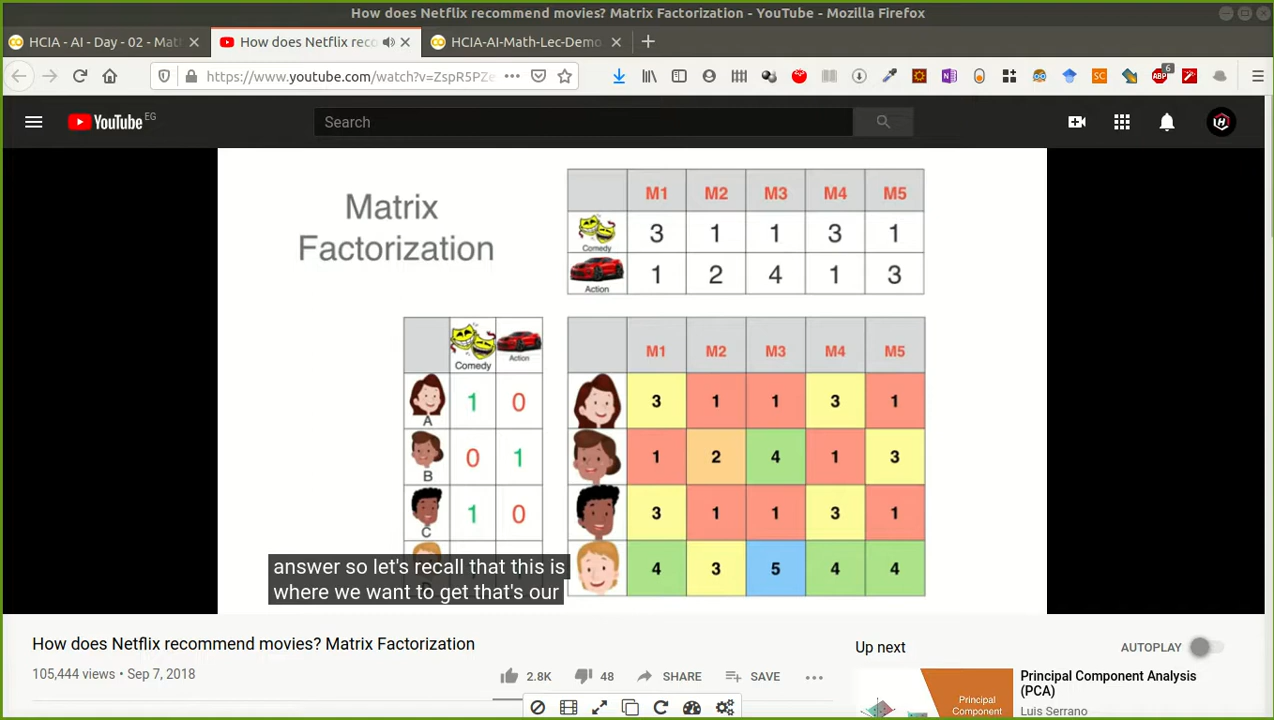 How does Netflix recommend movies? Matrix Factorization - YouTube - Mozilla Firefox
HCIA - AI - Day - 02 - Mat
How does Netflix reco
HCIA-AI-Math-Lec-Demo
https://www.youtube.com/watch?v=ZspR5PZe
SC
ABP
6
YouTube EG
Search
Matrix
Factorization
M1 M2 M3 M4 M5
Comedy 3 1 1 3 1
Action 1 2 4 1 3
Comedy Action
M1 M2 M3 M4 M5
A 1 0 3 1 1 3 1
B 0 1 1 2 4 1 3
C 1 0 3 1 1 3 1
4 3 5 4 4
answer so let's recall that this is
where we want to get that's our
How does Netflix recommend movies? Matrix Factorization
105,444 views • Sep 7, 2018
2.8K 48 SHARE SAVE
Up next
AUTOPLAY
Principal
Component
Principal Component Analysis
(PCA)
Luis Serrano